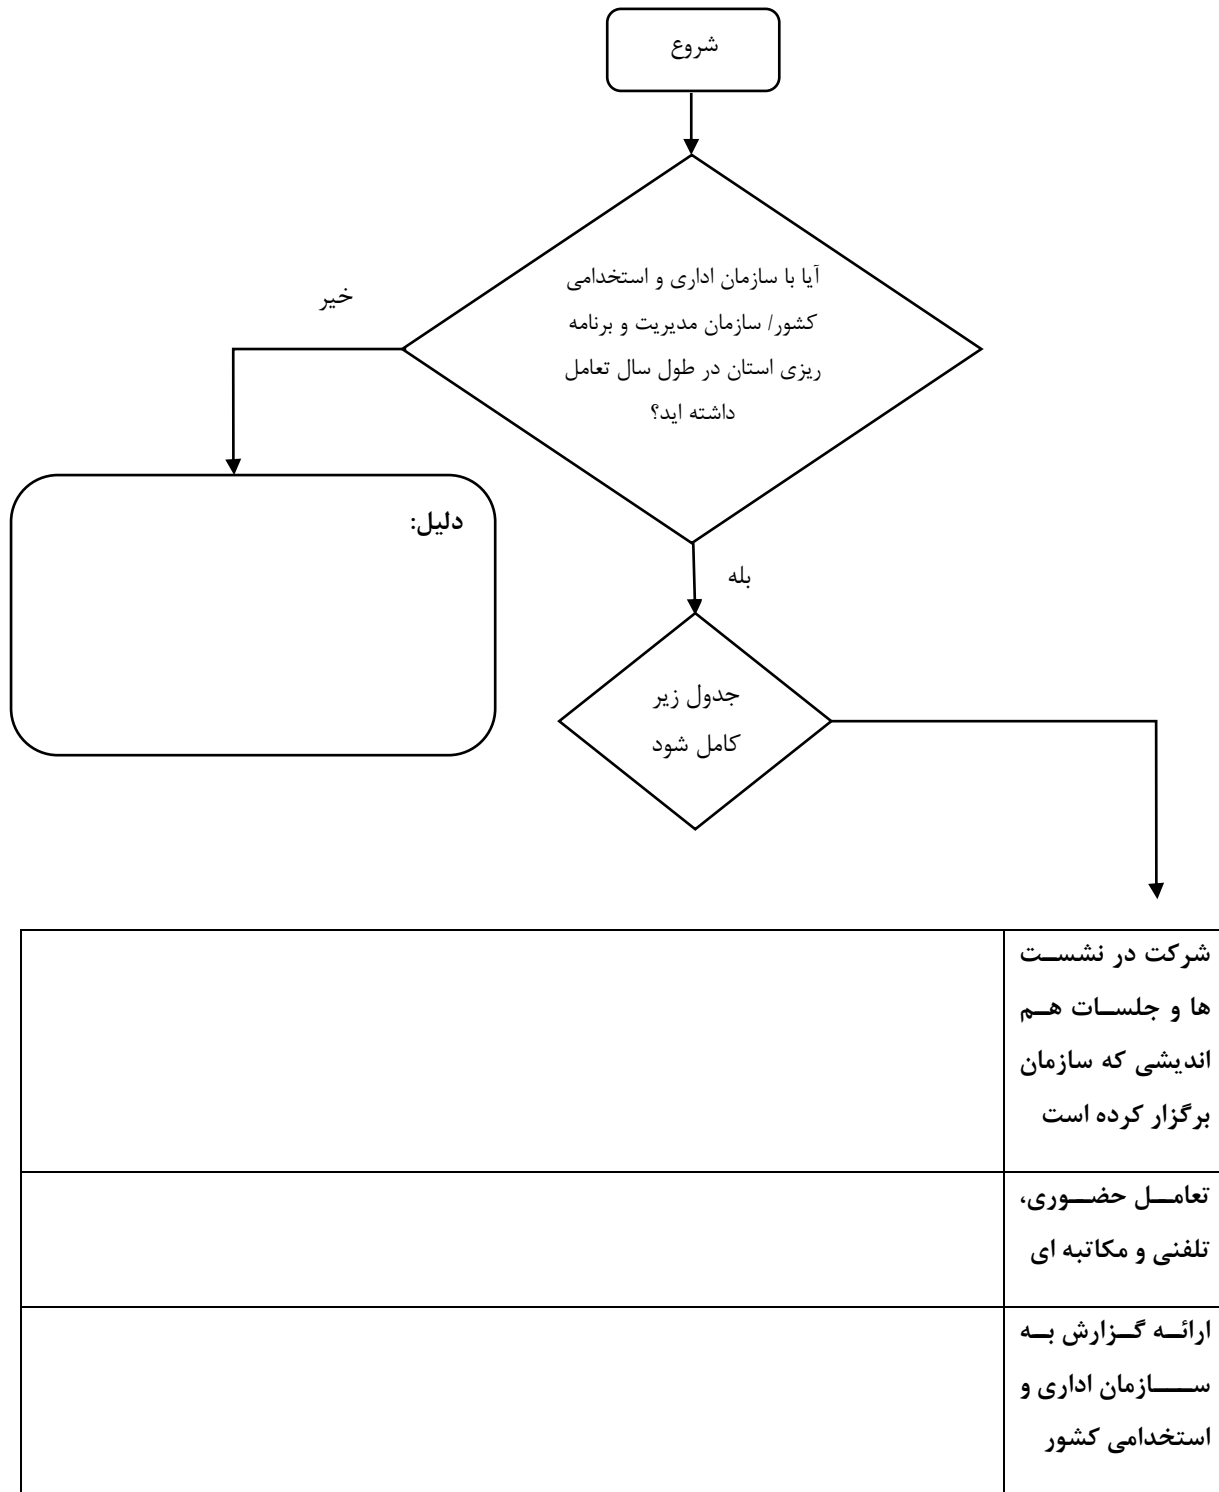 شروع
آیا با سازمان اداری و استخدامی
کشور/ سازمان مدیریت و برنامه
ریزی استان در طول سال تعامل
داشته اید؟
خیر
دلیل:
بله
جدول زیر
کامل شود
شرکت در نشست
ها و جلسات هم
اندیشی که سازمان
برگزار کرده است
تعامل حضوری،
تلفنی و مکاتبه ای
ارائه گزارش به
سازمان اداری و
استخدامی کشور